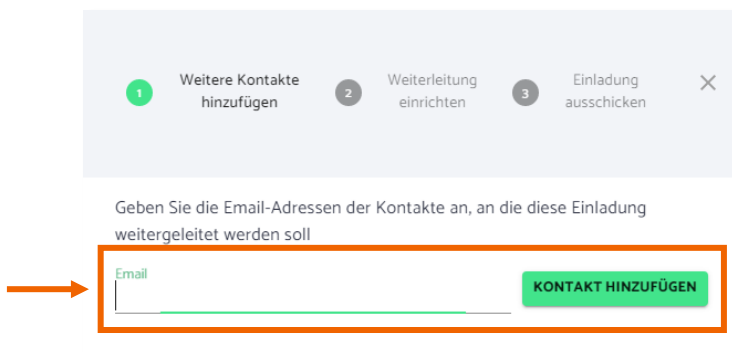 1 Weitere Kontakte hinzufügen
2 Weiterleitung einrichten
3 Einladung ausschicken
Geben Sie die Email-Adressen der Kontakte an, an die diese Einladung
weitergeleitet werden soll
Email
KONTAKT HINZUFÜGEN